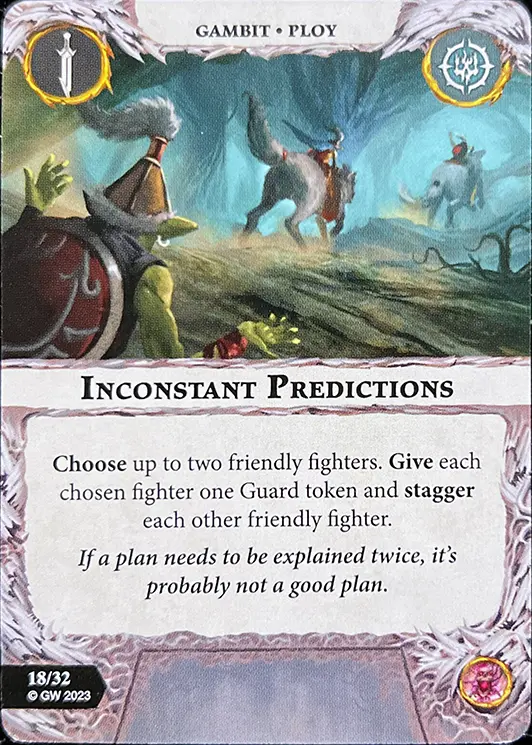 GAMBIT • PLOY
INCONSTANT PREDICTIONS
Choose up to two friendly fighters. Give each
chosen fighter one Guard token and stagger
each other friendly fighter.
If a plan needs to be explained twice, it's
probably not a good plan.
18/32
© GW 2023